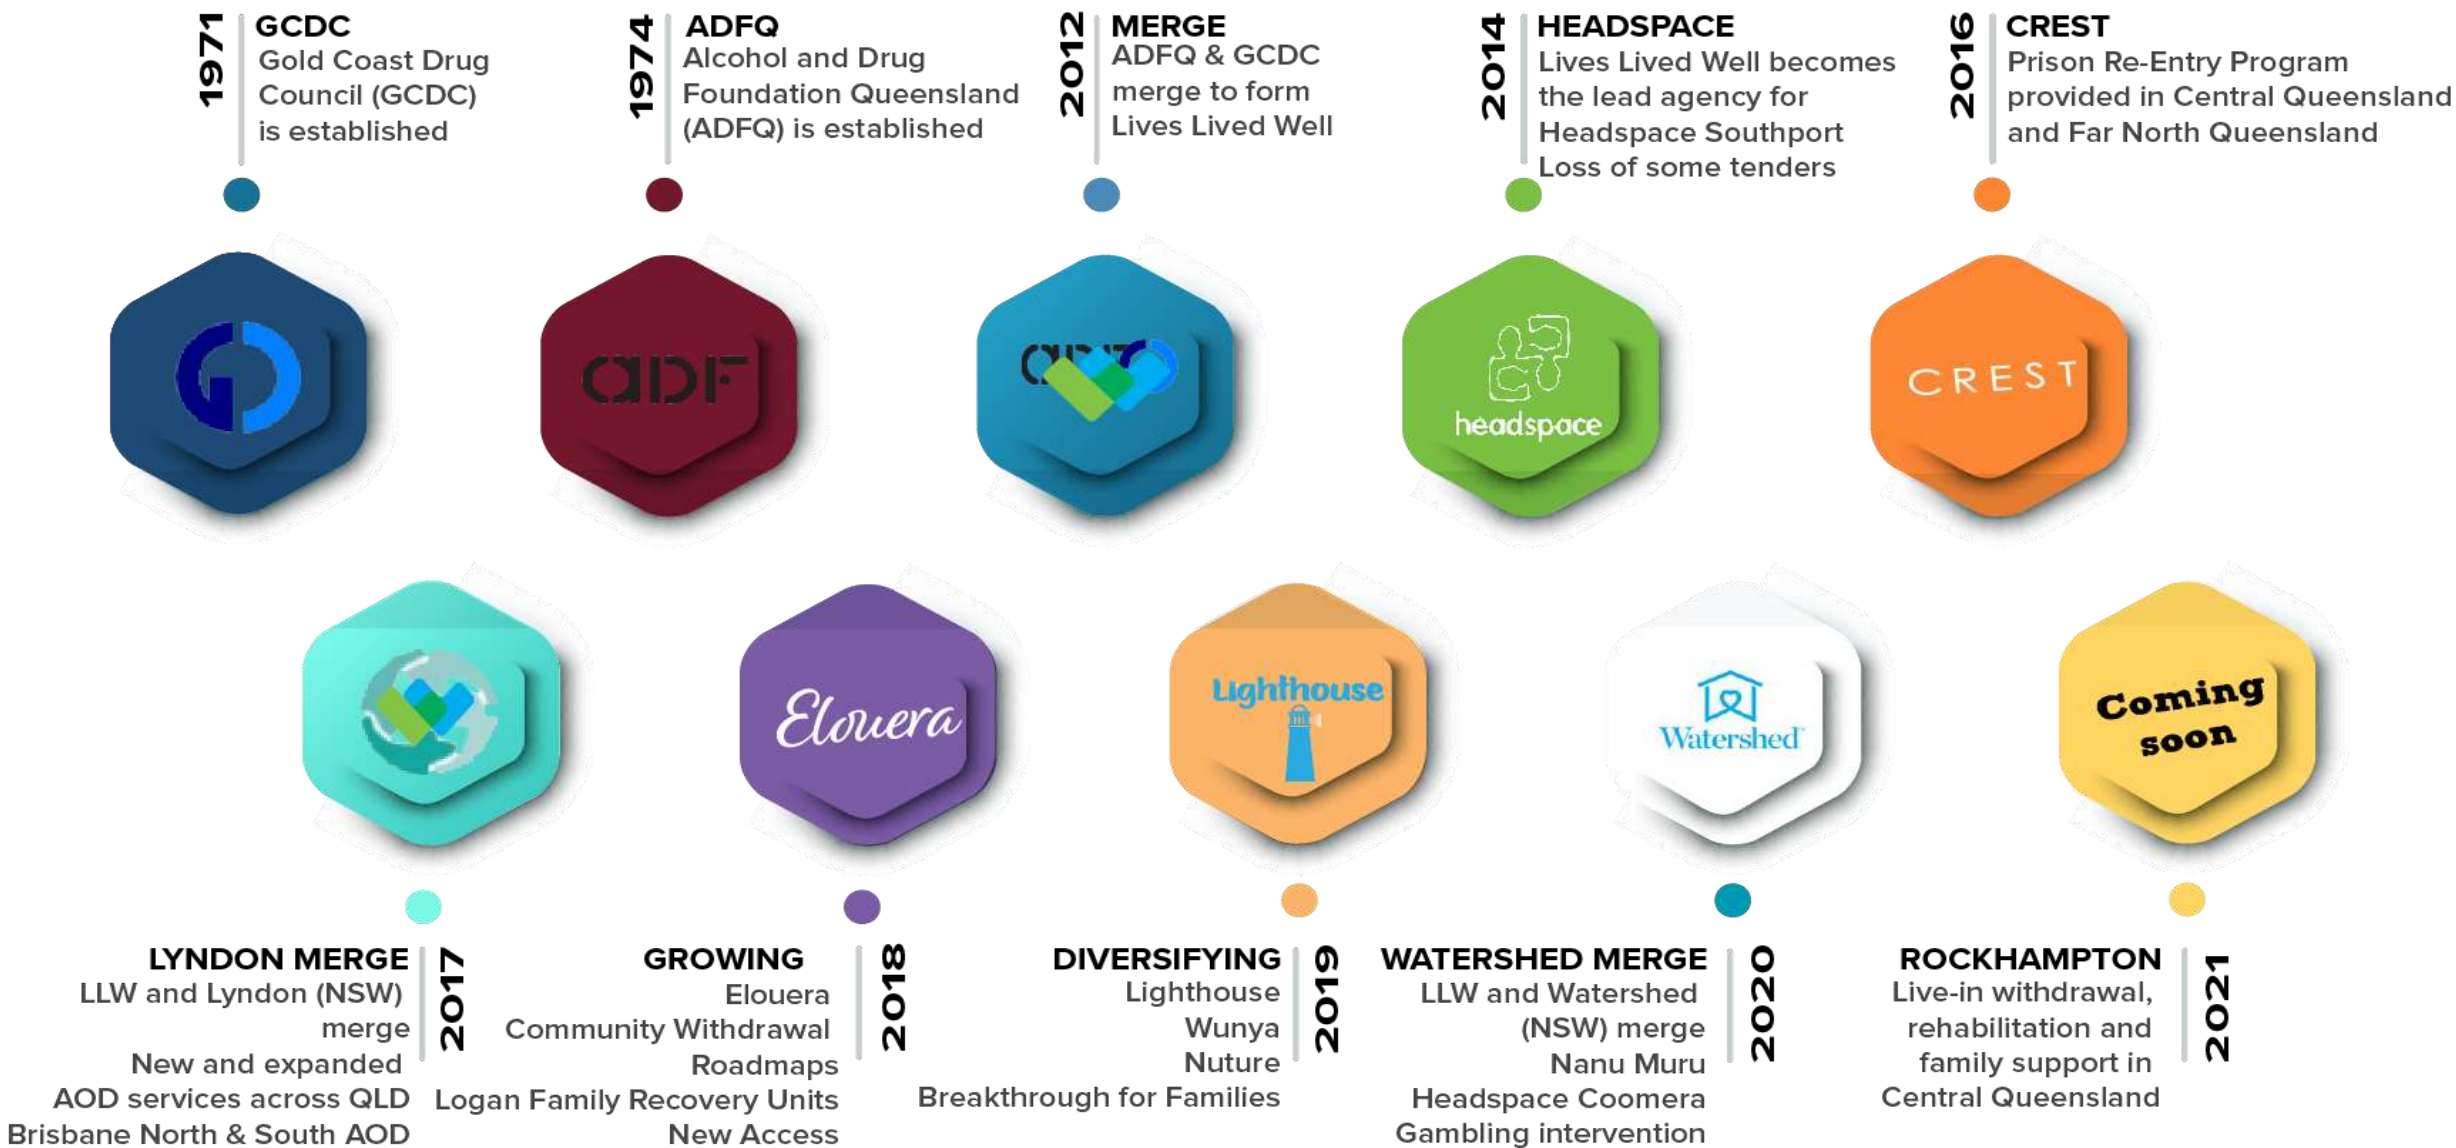 1971
GCDC
Gold Coast Drug
Council (GCDC)
is established
1974
ADFQ
Alcohol and Drug
Foundation Queensland
(ADFQ) is established
2012
MERGE
ADFQ & GCDC
merge to form
Lives Lived Well
2014
HEADSPACE
Lives Lived Well becomes
the lead agency for
Headspace Southport
Loss of some tenders
2016
CREST
Prison Re-Entry Program
provided in Central Queensland
and Far North Queensland
aDF
headspace
CREST
Elouera
Lighthouse
Watershed
Coming
soon
LYNDON MERGE
LLW and Lyndon (NSW)
merge
New and expanded
AOD services across QLD
Brisbane North & South AOD
2017
GROWING
Elouera
Community Withdrawal
Roadmaps
Logan Family Recovery Units
New Access
2018
DIVERSIFYING
Lighthouse
Wunya
Nuture
Breakthrough for Families
2019
WATERSHED MERGE
LLW and Watershed
(NSW) merge
Nanu Muru
Headspace Coomera
Gambling intervention
2020
ROCKHAMPTON
Live-in withdrawal,
rehabilitation and
family support in
Central Queensland
2021